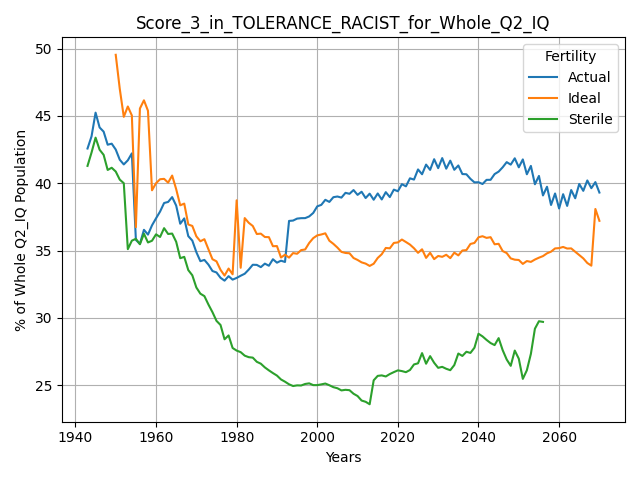 Score_3_in_TOLERANCE_RACIST_for_Whole_Q2_IQ
Fertility
Actual
Ideal
Sterile
% of Whole Q2_IQ Population
50
45
40
35
30
25
1940
1960
1980
2000
2020
2040
2060
Years